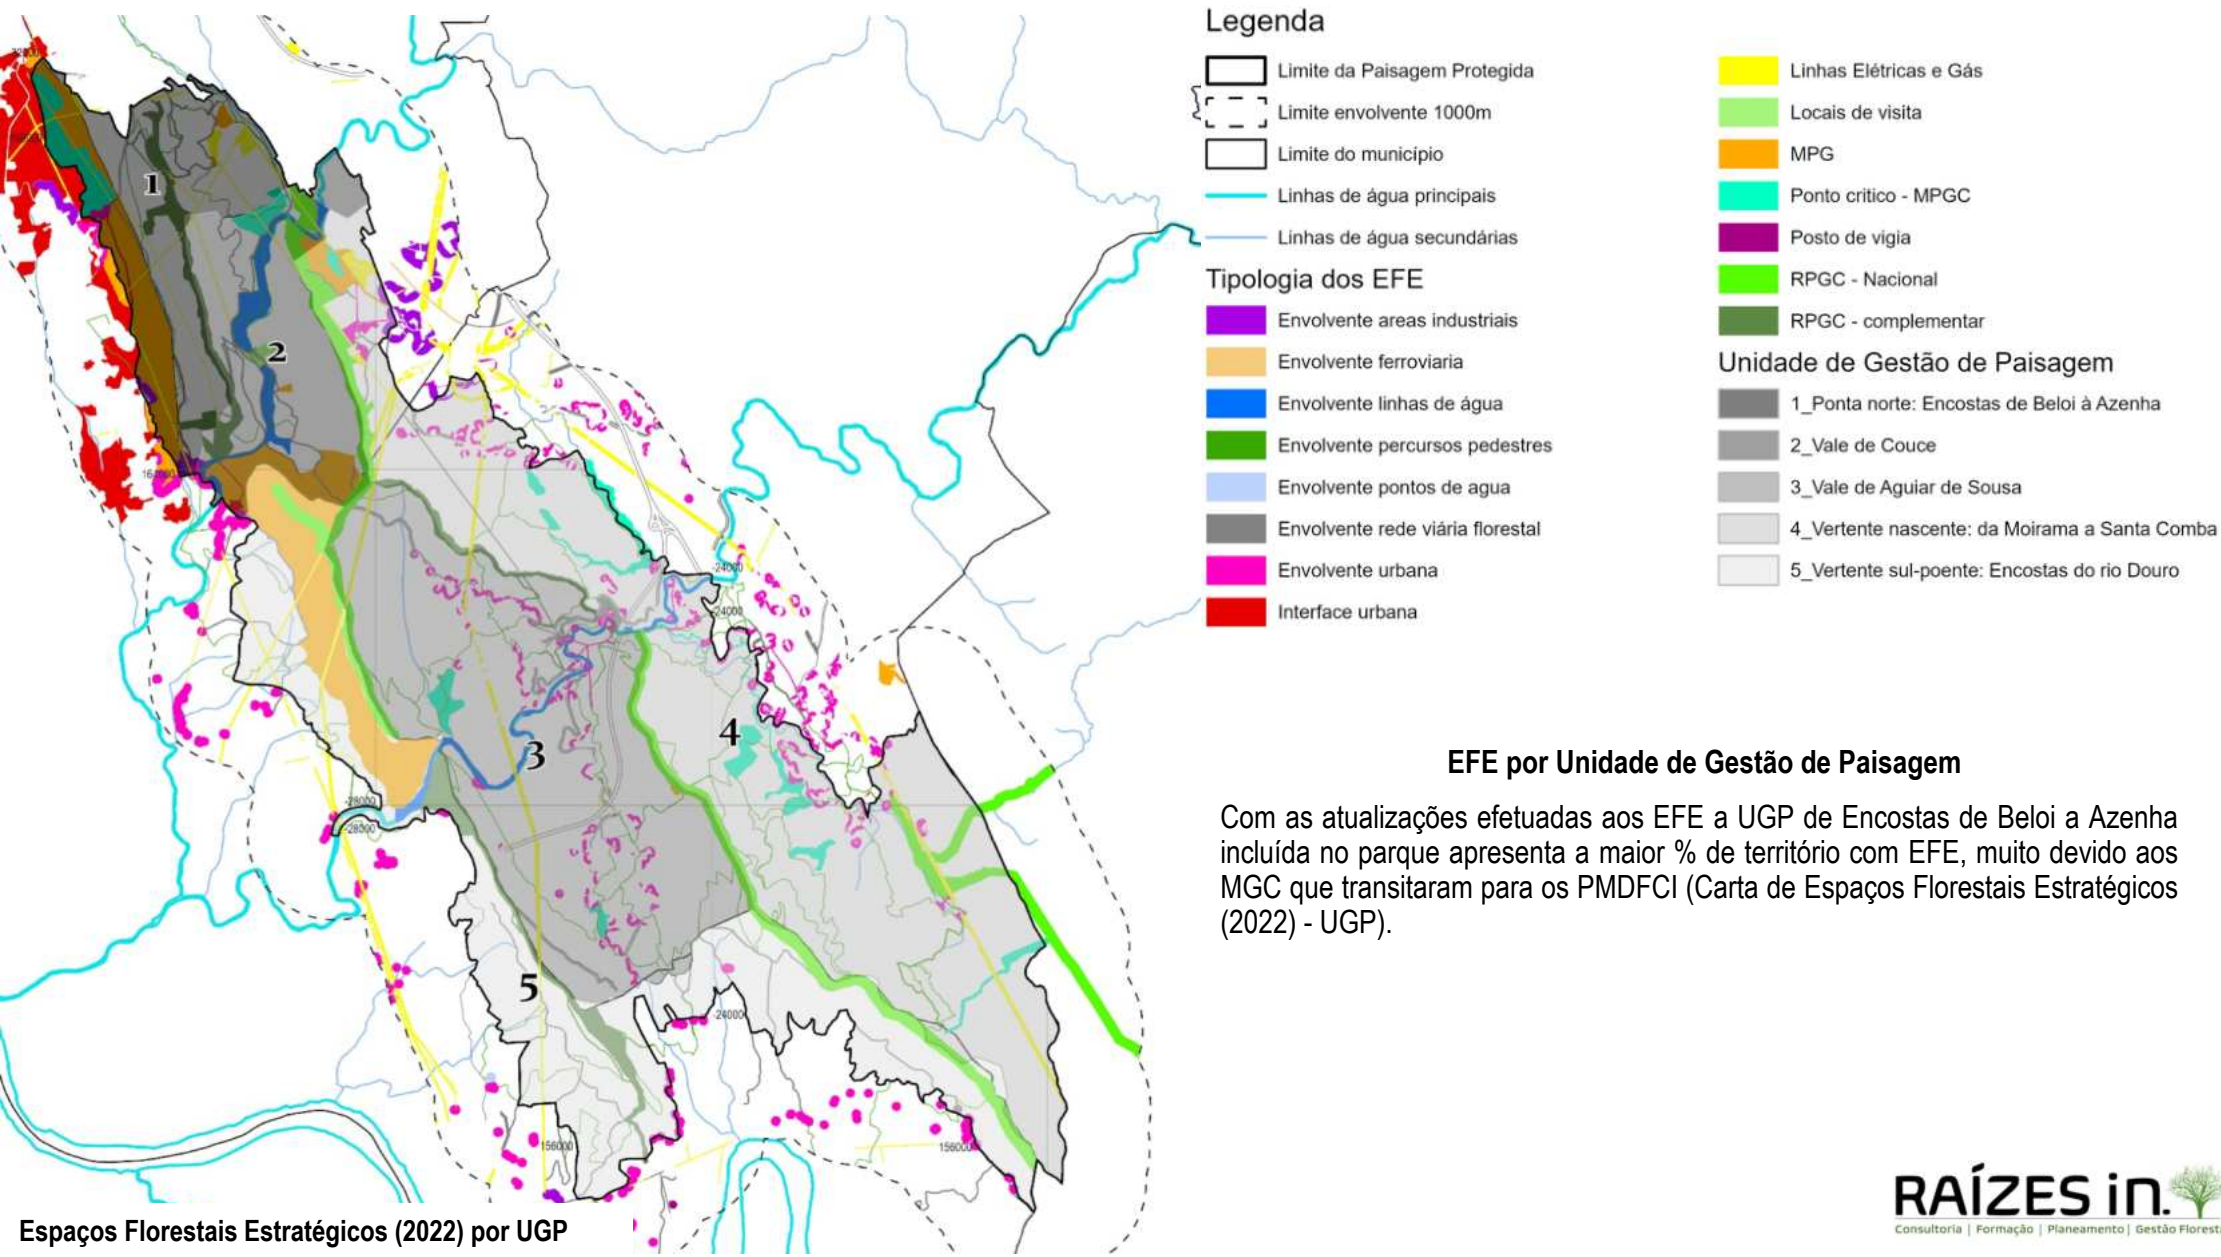 Legenda
Limite da Paisagem Protegida
Limite envolvente 1000m
Limite do município
Linhas de água principais
Linhas de água secundárias
Tipologia dos EFE
Envolvente areas industriais
Envolvente ferroviaria
Envolvente linhas de água
Envolvente percursos pedestres
Envolvente pontos de agua
Envolvente rede viária florestal
Envolvente urbana
Interface urbana
Linhas Elétricas e Gás
Locais de visita
MPG
Ponto critico - MPGC
Posto de vigia
RPGC - Nacional
RPGC - complementar
Unidade de Gestão de Paisagem
1_Ponta norte: Encostas de Beloi à Azenha
2_Vale de Couce
3_Vale de Aguiar de Sousa
4_Vertente nascente: da Moirama a Santa Comba
5_Vertente sul-poente: Encostas do rio Douro
1
2
3
4
5
164000
-24000
-24000
-28000
-28000
-24000
156000
156000
EFE por Unidade de Gestão de Paisagem
Com as atualizações efetuadas aos EFE a UGP de Encostas de Beloi a Azenha
incluída no parque apresenta a maior % de território com EFE, muito devido aos
MGC que transitaram para os PMDFCI (Carta de Espaços Florestais Estratégicos
(2022) - UGP).
Espaços Florestais Estratégicos (2022) por UGP
RAÍZES in.
Consultoria | Formação | Planeamento | Gestão Florest